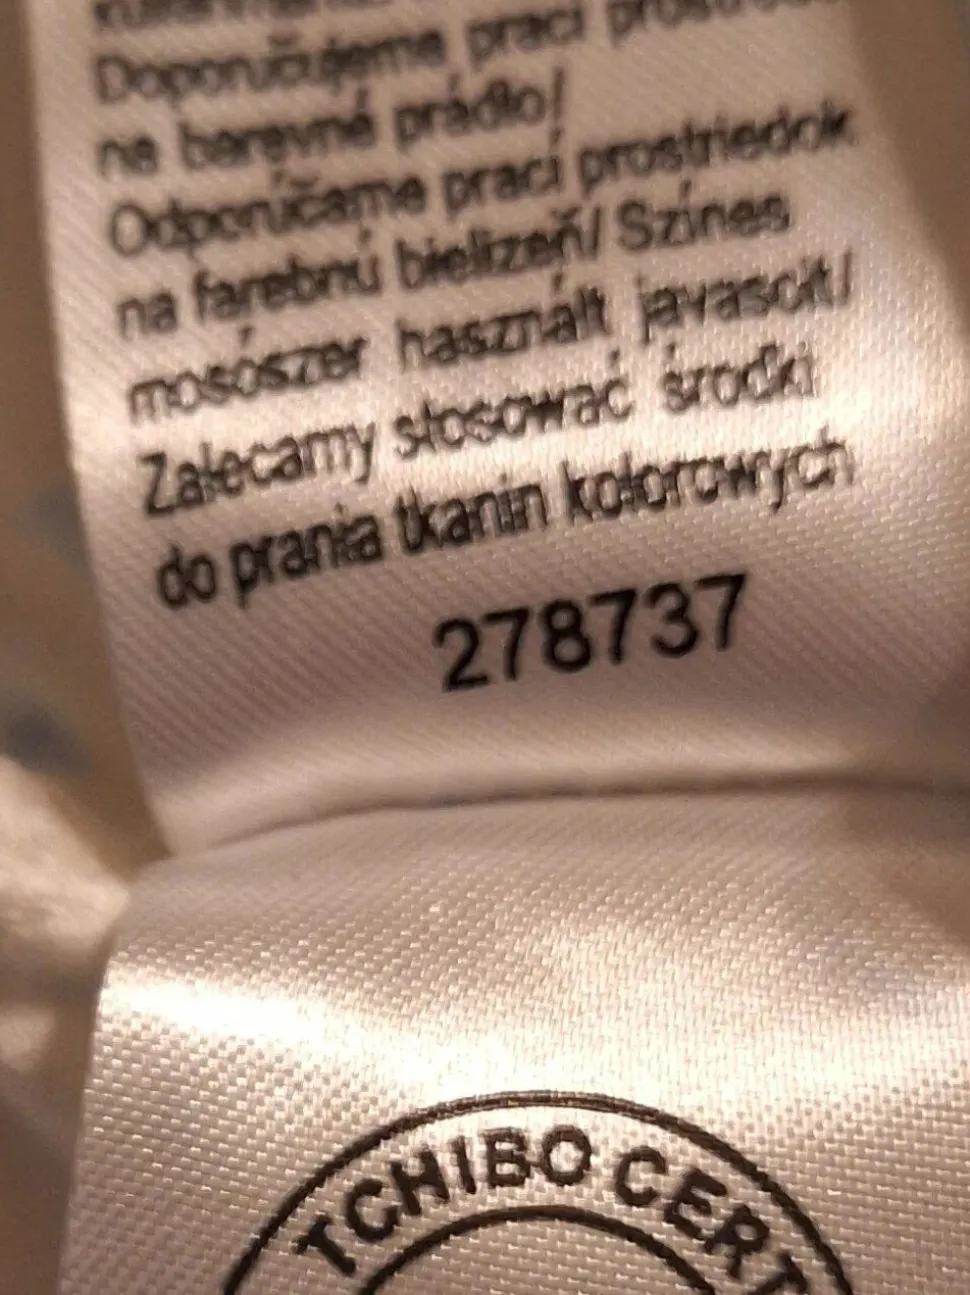 Doporučujeme prací
na barevné prádlo/
Odporúčame prací prostriedok
na farebnú bielizeň/ Színes
mosószer használt javasolt/
Zalecamy stosować środki
do prania tkanin kolorowych
278737
TCHIBO CERT